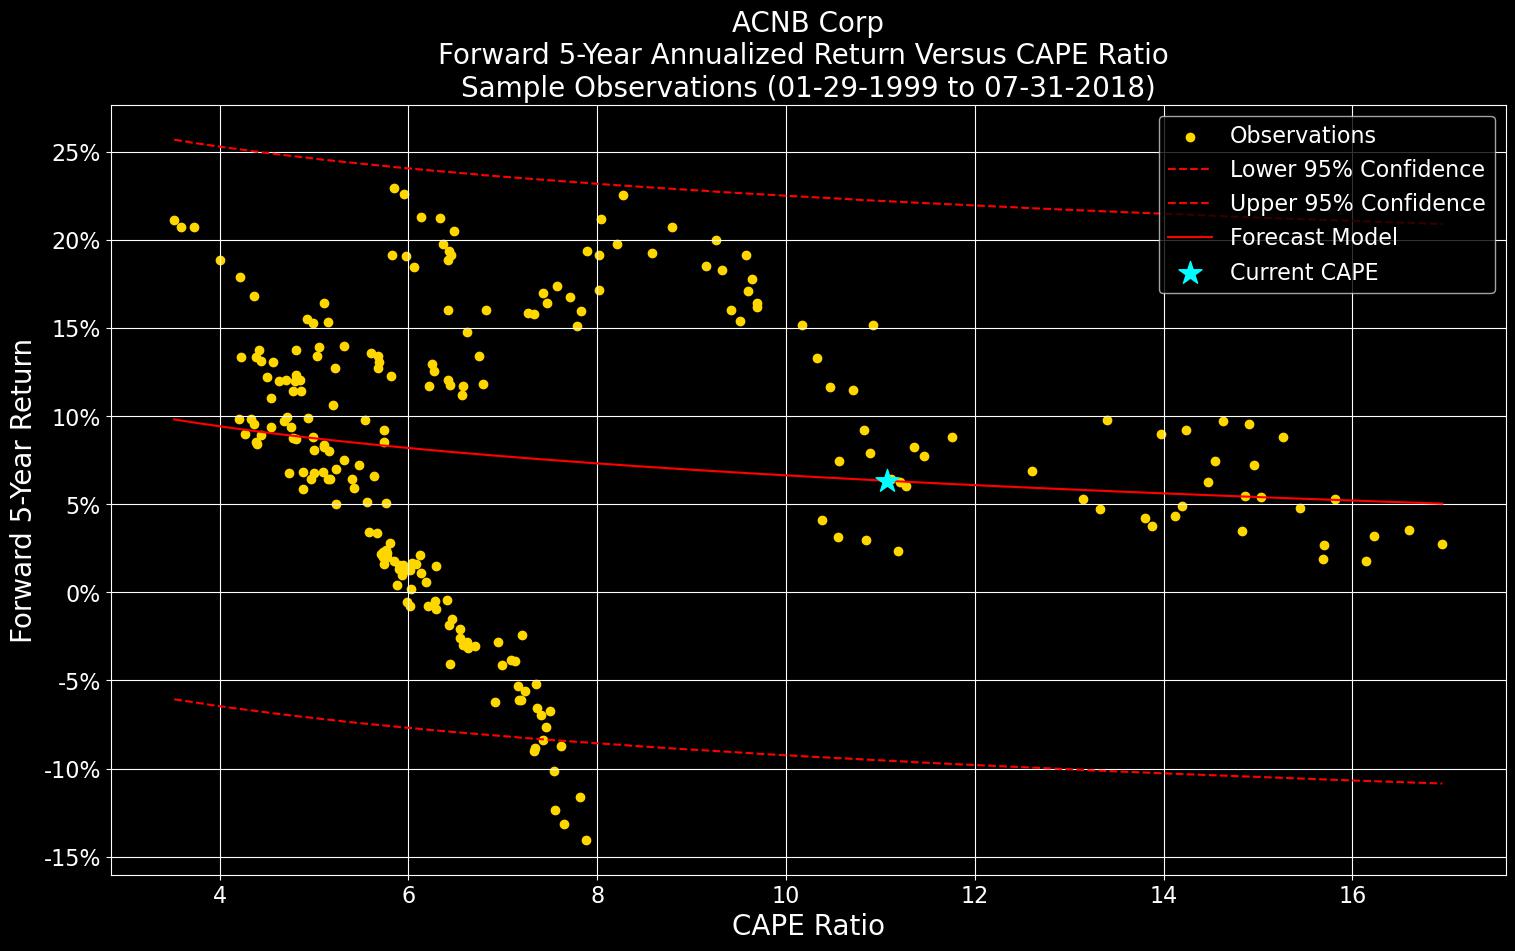 ACNB Corp
Forward 5-Year Annualized Return Versus CAPE Ratio
Sample Observations (01-29-1999 to 07-31-2018)
Observations
Lower 95% Confidence
Upper 95% Confidence
Forecast Model
Current CAPE
Forward 5-Year Return
25%
20%
15%
10%
5%
0%
-5%
-10%
-15%
4 6 8 10 12 14 16
CAPE Ratio